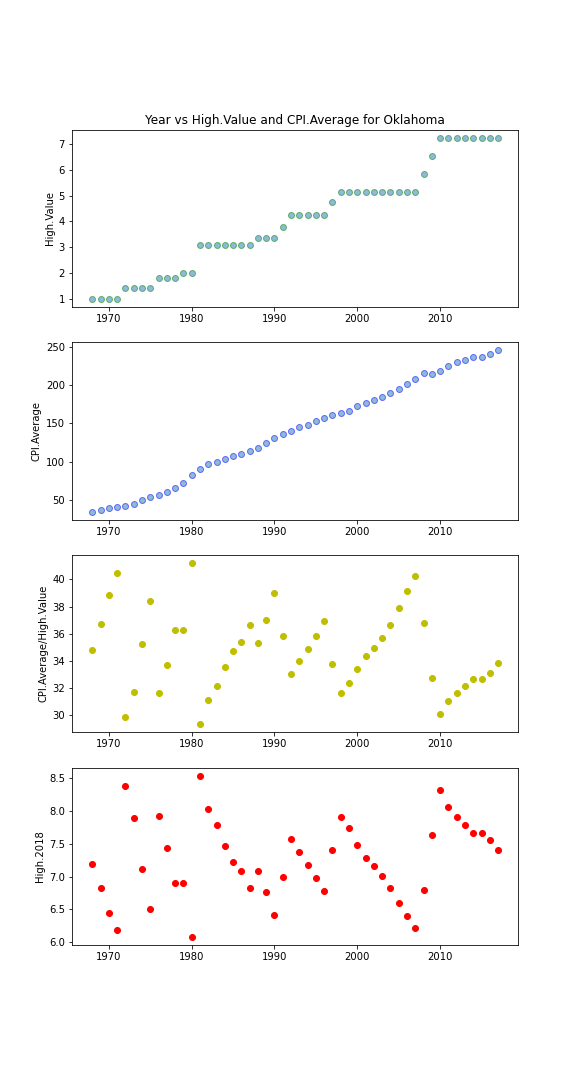 Year vs High.Value and CPI.Average for Oklahoma
High.Value
7
6
5
4
3
2
1
1970 1980 1990 2000 2010
CPI.Average
250
200
150
100
50
1970 1980 1990 2000 2010
CPI.Average/High.Value
40
38
36
34
32
30
1970 1980 1990 2000 2010
High.2018
8.5
8.0
7.5
7.0
6.5
6.0
1970 1980 1990 2000 2010